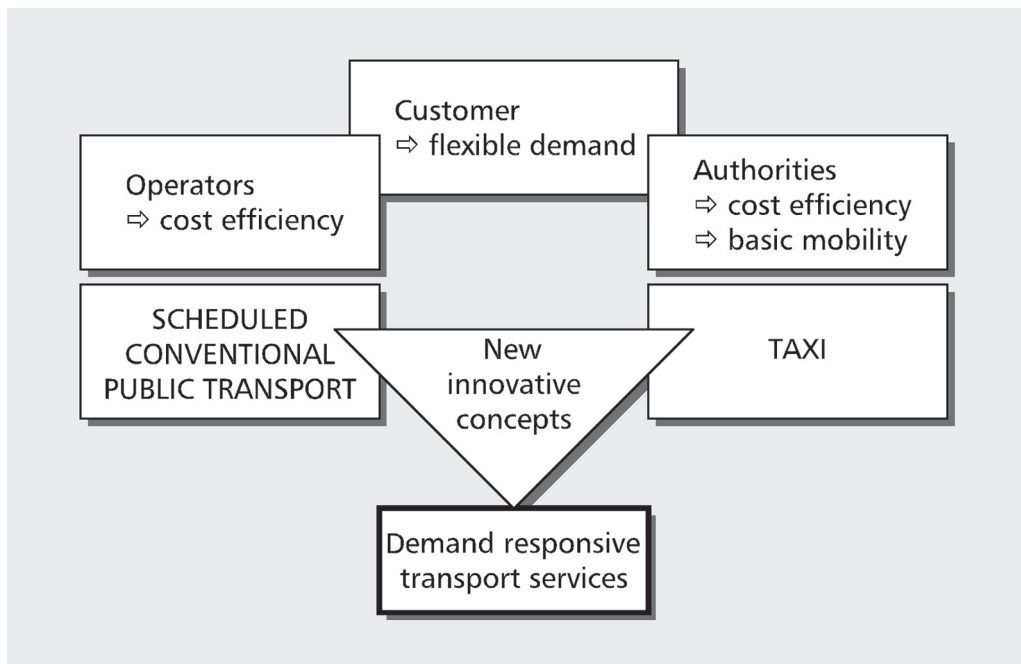 Customer
⇨ flexible demand
Operators
⇨ cost efficiency
Authorities
⇨ cost efficiency
⇨ basic mobility
SCHEDULED
CONVENTIONAL
PUBLIC TRANSPORT
New
innovative
concepts
TAXI
Demand responsive
transport services